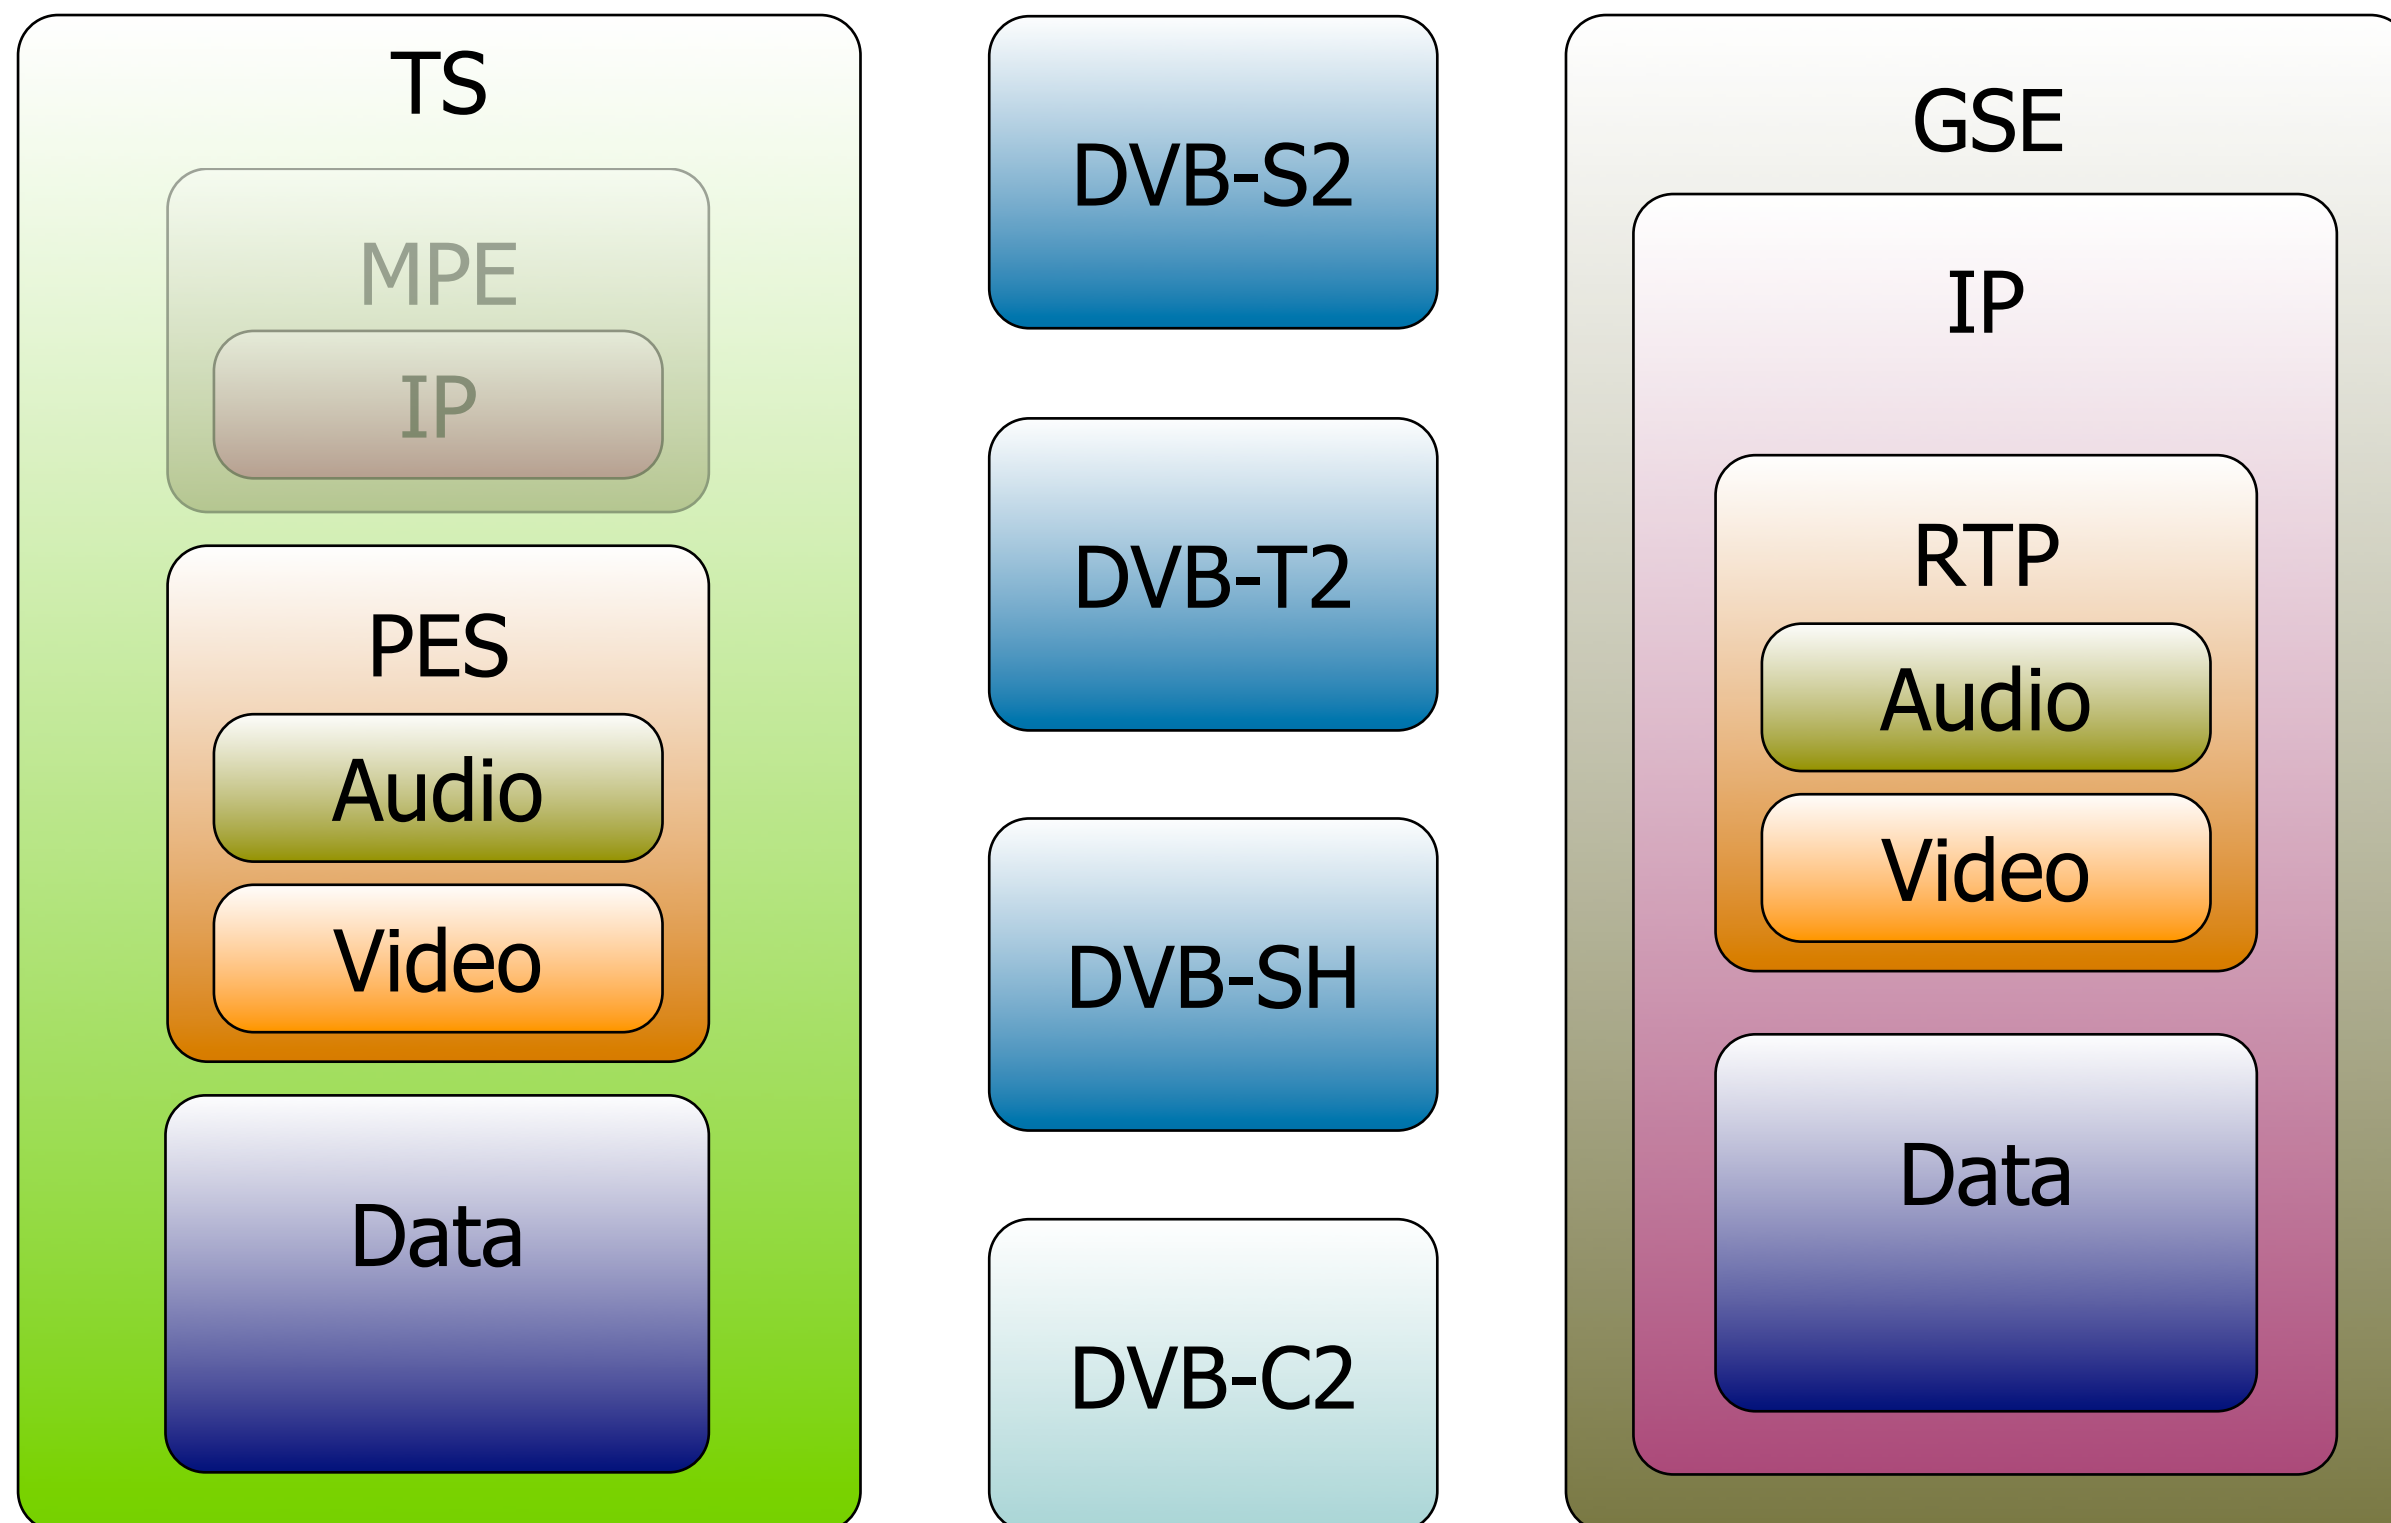 TS
MPE
IP
PES
Audio
Video
Data
DVB-S2
DVB-T2
DVB-SH
DVB-C2
GSE
IP
RTP
Audio
Video
Data